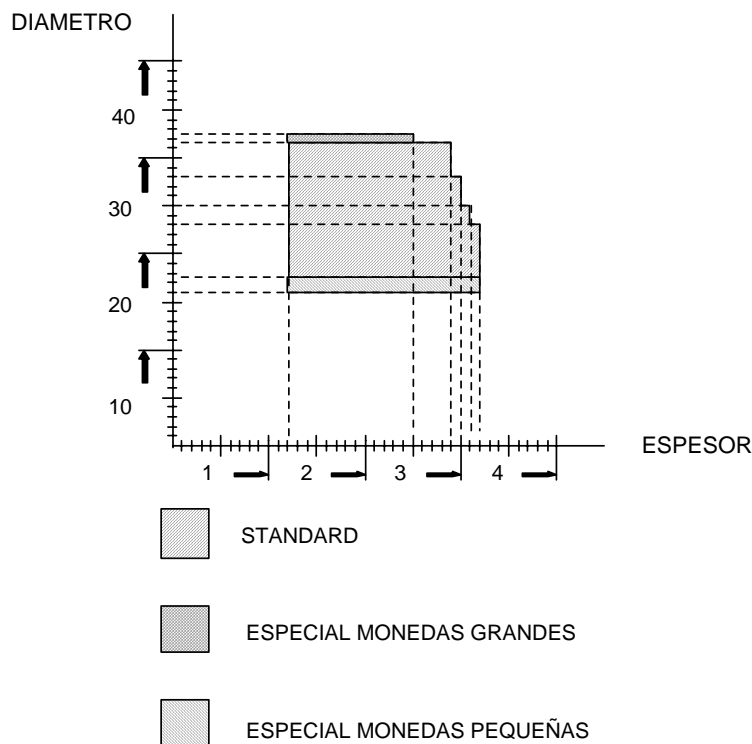 DIAMETRO
40
30
20
10
ESPESOR
1 2 3 4
STANDARD
ESPECIAL MONEDAS GRANDES
ESPECIAL MONEDAS PEQUEÑAS